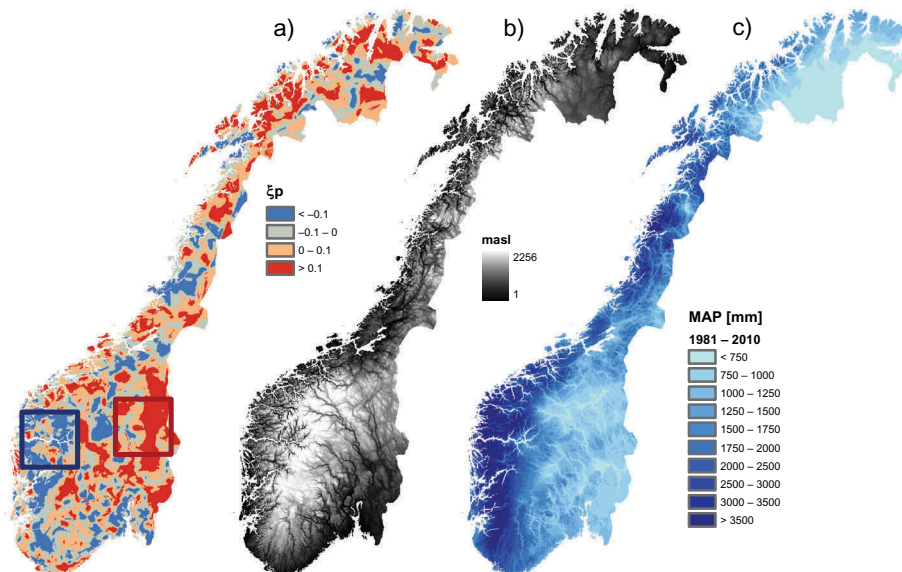 a)
b)
c)
ξp
< –0.1
–0.1 – 0
0 – 0.1
> 0.1
masl
2256
1
MAP [mm]
1981 – 2010
< 750
750 – 1000
1000 – 1250
1250 – 1500
1500 – 1750
1750 – 2000
2000 – 2500
2500 – 3000
3000 – 3500
> 3500